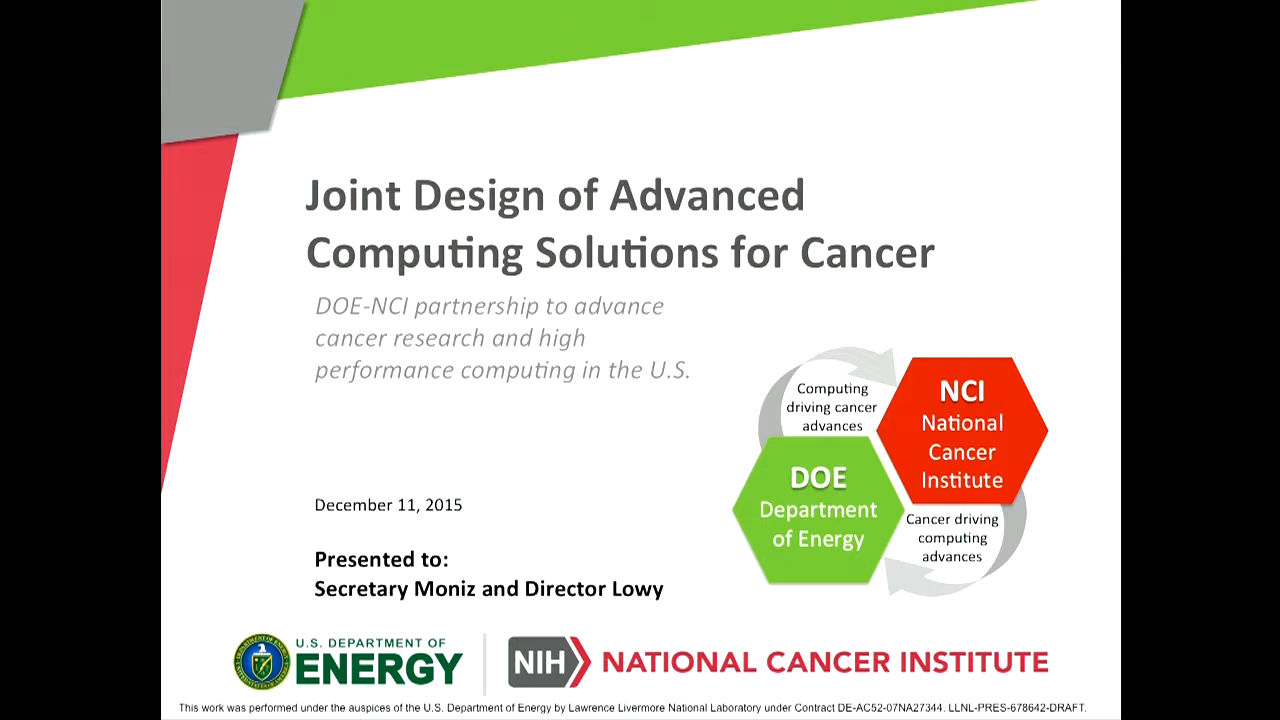 Joint Design of Advanced
Computing Solutions for Cancer
DOE-NCI partnership to advance
cancer research and high
performance computing in the U.S.
Computing
driving cancer
advances
NCI
National
Cancer
Institute
DOE
Department
of Energy
Cancer driving
computing
advances
December 11, 2015
Presented to:
Secretary Moniz and Director Lowy
U.S. DEPARTMENT OF
ENERGY
NIH NATIONAL CANCER INSTITUTE
This work was performed under the auspices of the U.S. Department of Energy by Lawrence Livermore National Laboratory under Contract DE-AC52-07NA27344. LLNL-PRES-678642-DRAFT.